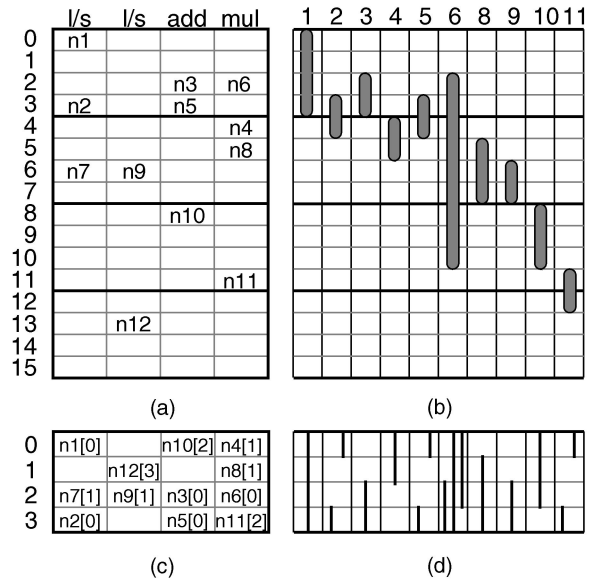 l/s l/s add mul 1 2 3 4 5 6 8 9 10 11
0 n1
1
2 n3 n6
3 n2 n5
4 n4
5 n8
6 n7 n9
7
8 n10
9
10
11 n11
12
13 n12
14
15
(a) (b)
0 n1[0] n10[2] n4[1]
1 n12[3] n8[1]
2 n7[1] n9[1] n3[0] n6[0]
3 n2[0] n5[0] n11[2]
(c) (d)